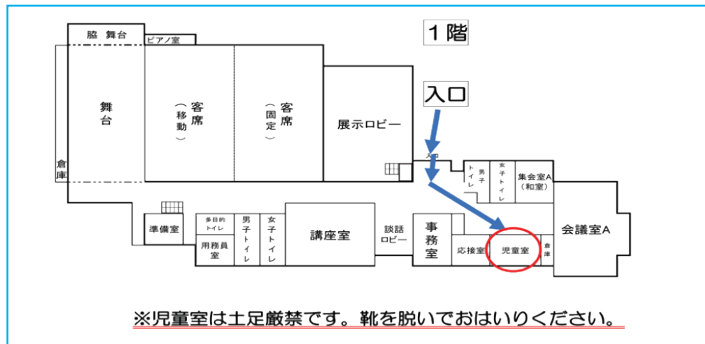 1階
入口
脇 舞台
ピアノ室
舞台
客席
（移動）
客席
（固定）
展示ロビー
倉庫
入口
男子
トイレ
女子トイレ
集会室A
（和室）
会議室A
準備室
多目的
トイレ
用務員
室
男子トイレ
女子トイレ
講座室
談話
ロビー
事務室
応接室
児童室
倉庫
※児童室は土足厳禁です。靴を脱いでおはいりください。